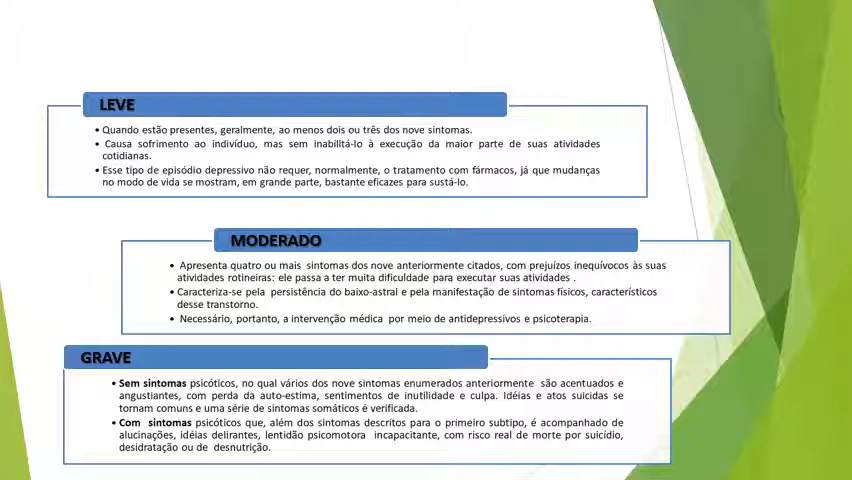 LEVE
• Quando estão presentes, geralmente, ao menos dois ou três dos nove sintomas.
• Causa sofrimento ao indivíduo, mas sem inabilitá-lo à execução da maior parte de suas atividades
cotidianas.
• Esse tipo de episódio depressivo não requer, normalmente, o tratamento com fármacos, já que mudanças
no modo de vida se mostram, em grande parte, bastante eficazes para sustá-lo.
MODERADO
• Apresenta quatro ou mais sintomas dos nove anteriormente citados, com prejuízos inequívocos às suas
atividades rotineiras: ele passa a ter muita dificuldade para executar suas atividades .
• Caracteriza-se pela persistência do baixo-astral e pela manifestação de sintomas físicos, característicos
desse transtorno.
• Necessário, portanto, a intervenção médica por meio de antidepressivos e psicoterapia.
GRAVE
• Sem sintomas psicóticos, no qual vários dos nove sintomas enumerados anteriormente são acentuados e
angustiantes, com perda da auto-estima, sentimentos de inutilidade e culpa. Idéias e atos suicidas se
tornam comuns e uma série de sintomas somáticos é verificada.
• Com sintomas psicóticos que, além dos sintomas descritos para o primeiro subtipo, é acompanhado de
alucinações, idéias delirantes, lentidão psicomotora incapacitante, com risco real de morte por suicídio,
desidratação ou de desnutrição.